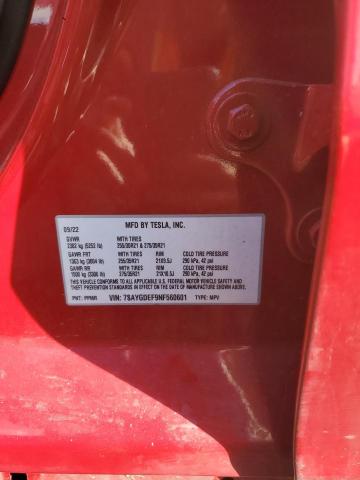 09/22 MFD BY TESLA, INC.
GVWR WITH TIRES
2382 kg (5252 lb) 255/35R21 & 275/35R21
GAWR FRT WITH TIRES RIM COLD TIRE PRESSURE
1363 kg (3004 lb) 255/35R21 21X9.5J 290 kPa, 42 psi
GAWR RR WITH TIRES RIM COLD TIRE PRESSURE
1500 kg (3306 lb) 275/35R21 21X10.5J 290 kPa, 42 psi
THIS VEHICLE CONFORMS TO ALL APPLICABLE U.S. FEDERAL MOTOR VEHICLE SAFETY AND
THEFT PREVENTION STANDARDS IN EFFECT ON THE DATE OF MANUFACTURE SHOWN ABOVE.
PNT: PPMR VIN: 7SAYGDEF9NF560601 TYPE: MPV